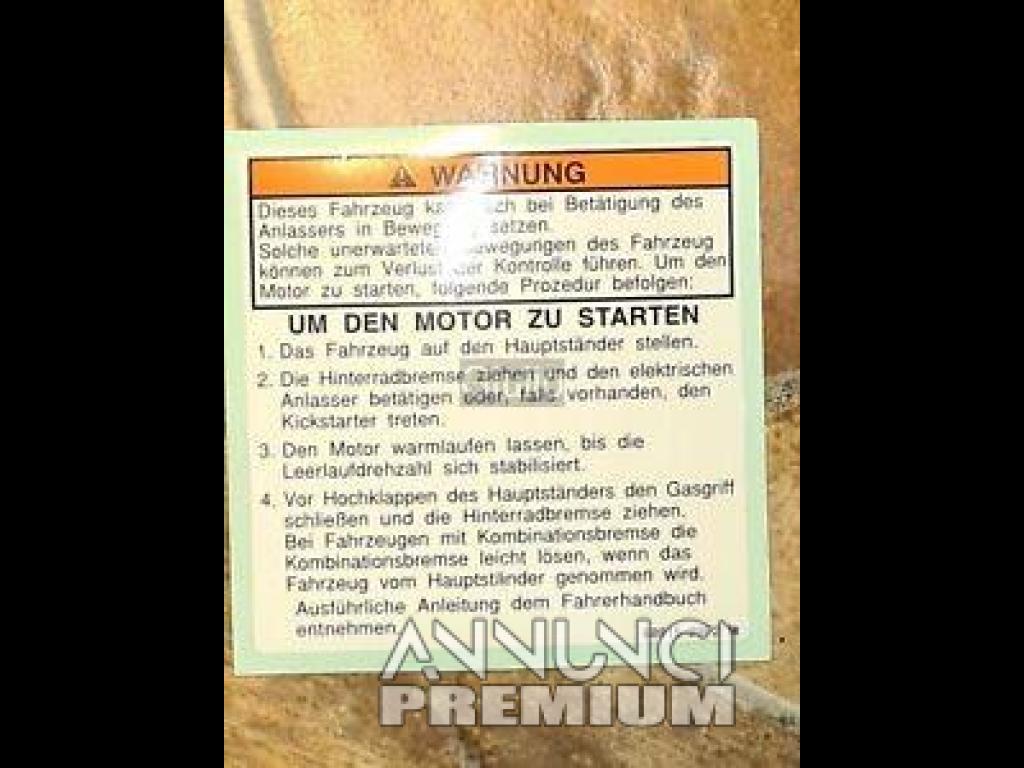 ⚠ WARNUNG
Dieses Fahrzeug kann sich bei Betätigung des
Anlassers in Bewegung setzen.
Solche unerwarteten Bewegungen des Fahrzeug
können zum Verlust der Kontrolle führen. Um den
Motor zu starten, folgende Prozedur befolgen:
UM DEN MOTOR ZU STARTEN
1. Das Fahrzeug auf den Hauptständer stellen.
2. Die Hinterradbremse ziehen und den elektrischen
Anlasser betätigen oder, falls vorhanden, den
Kickstarter treten.
3. Den Motor warmlaufen lassen, bis die
Leerlaufdrehzahl sich stabilisiert.
4. Vor Hochklappen des Hauptständers den Gasgriff
schließen und die Hinterradbremse ziehen.
Bei Fahrzeugen mit Kombinationsbremse die
Kombinationsbremse leicht lösen, wenn das
Fahrzeug vom Hauptständer genommen wird.
Ausführliche Anleitung dem Fahrerhandbuch
entnehmen.
ANNUNCI
PREMIUM